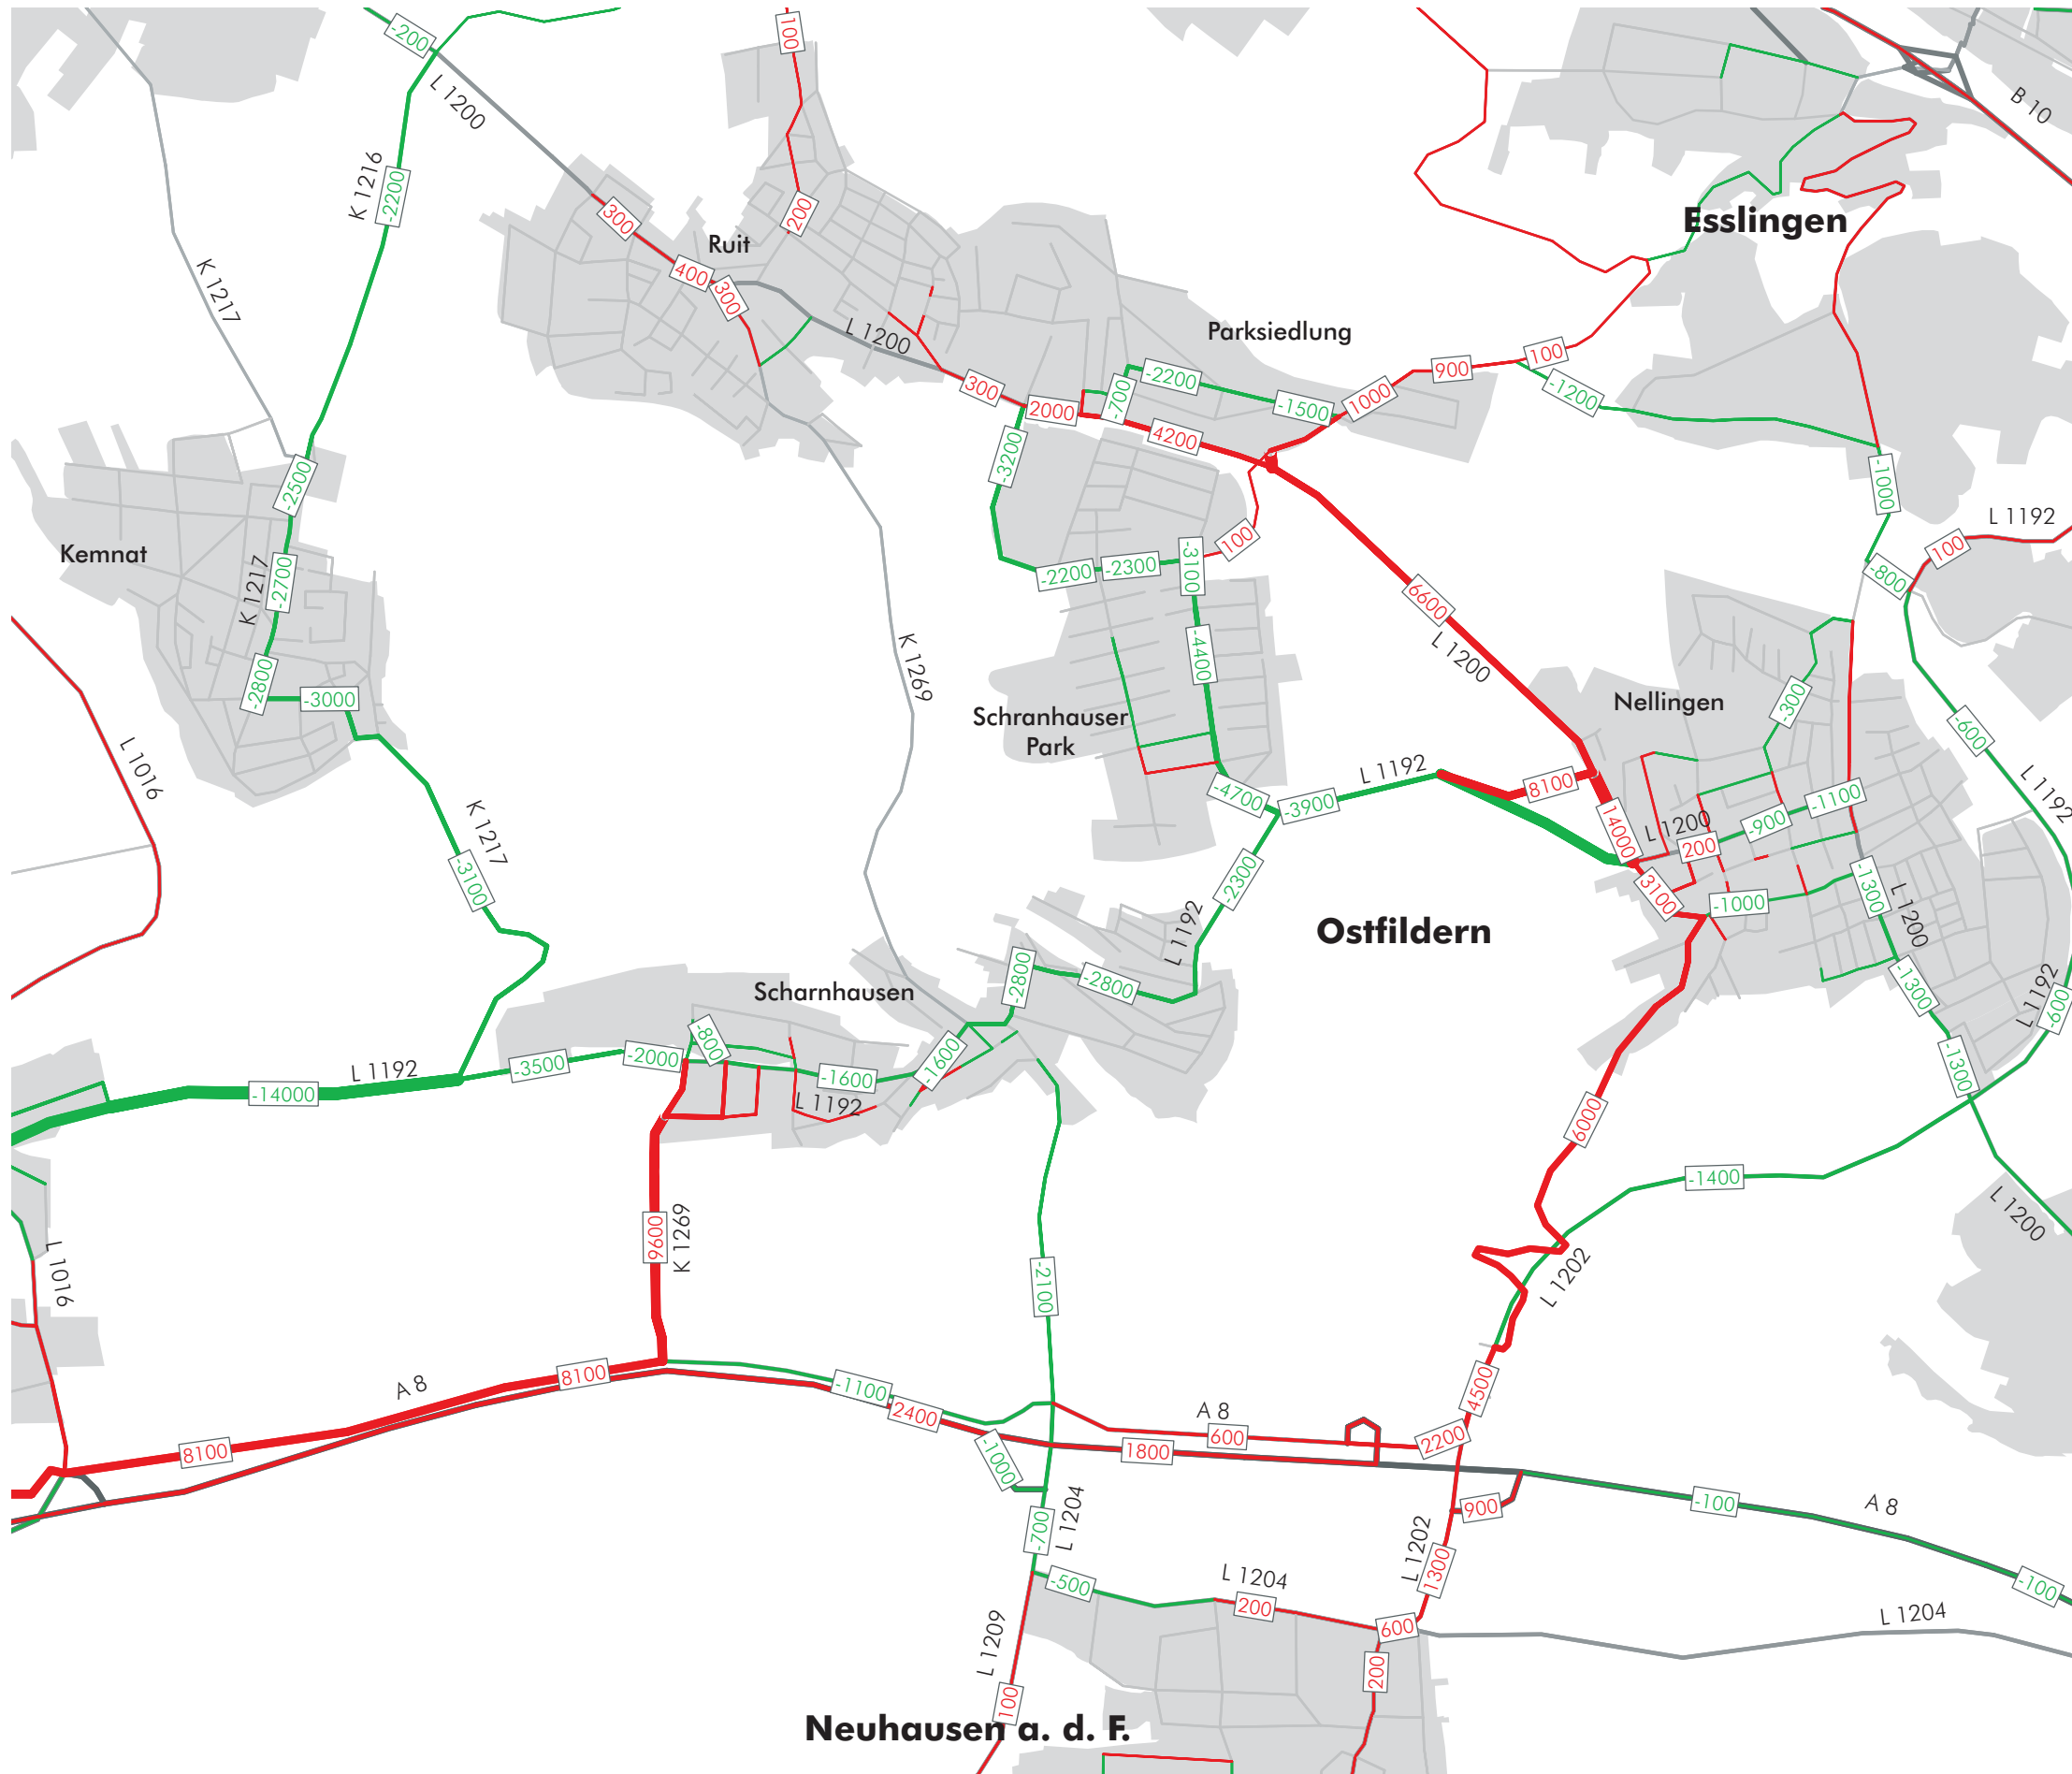 -200
100
L 1200
B 10
K 1216
-2200
300
200
Ruit
Esslingen
400
300
K 1217
L 1200
Parksiedlung
100
900
-2200
300
2000
-700
-1500
1000
-1200
4200
-3200
-2500
-1000
L 1192
Kemnat
K 1217
-2700
-2200
-2300
-3100
100
100
-800
6600
L 1200
-2800
-3000
K 1269
-4400
Schranhauser
Park
Nellingen
-300
-600
L 1016
K 1217
-4700
-3900
L 1192
8100
1400
L 1200
200
-900
-1100
L 1192
-3100
-2300
3100
-1000
-1300
L 1200
L 1192
Ostfildern
Scharnhausen
-2800
-2800
-1300
L 1192
-600
-800
L 1192
-3500
-2000
-1600
-1600
-14000
L 1192
-1300
6000
-1400
L 1200
L 1016
9600
K 1269
-2100
L 1202
A 8
8100
-1100
2400
4500
A 8
600
2200
8100
1800
-1000
900
-100
A 8
-700
L 1204
L 1202
1300
-500
L 1204
200
600
-100
L 1204
L 1209
200
100
Neuhausen a. d. F.